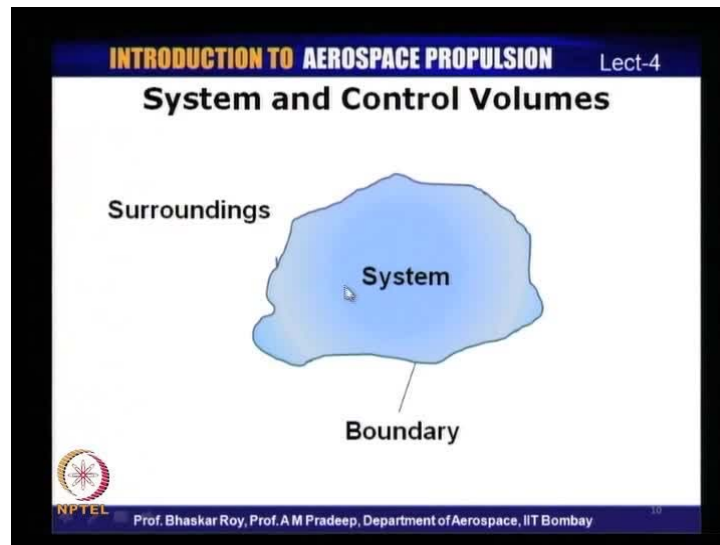 INTRODUCTION TO AEROSPACE PROPULSION Lect-4
System and Control Volumes
Surroundings
System
Boundary
NPTEL
Prof. Bhaskar Roy, Prof. A M Pradeep, Department of Aerospace, IIT Bombay
10